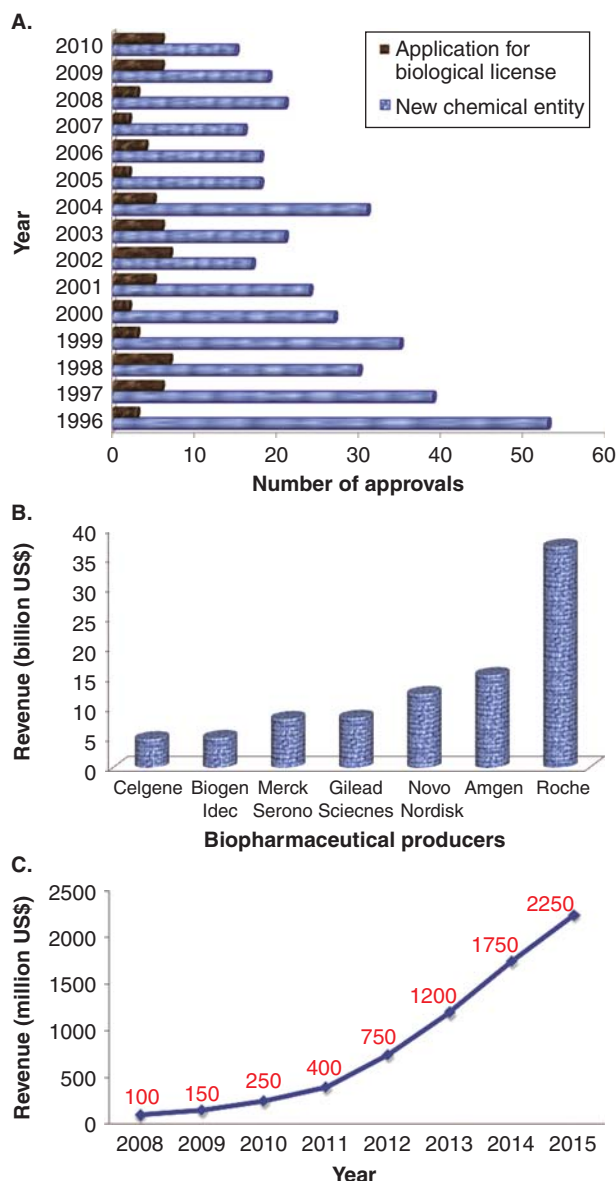 A.
2010
2009
2008
2007
2006
2005
2004
2003
2002
2001
2000
1999
1998
1997
1996
Year
Application for
biological license
New chemical entity
0 10 20 30 40 50 60
Number of approvals
B.
40
35
30
25
20
15
10
5
0
Revenue (billion US$)
Celgene Biogen Merck Gilead Novo Amgen Roche
Idec Serono Sciecnes Nordisk
Biopharmaceutical producers
C.
2500
2000
1500
1000
500
0
Revenue (million US$)
100 150 250 400 750 1200 1750 2250
2008 2009 2010 2011 2012 2013 2014 2015
Year